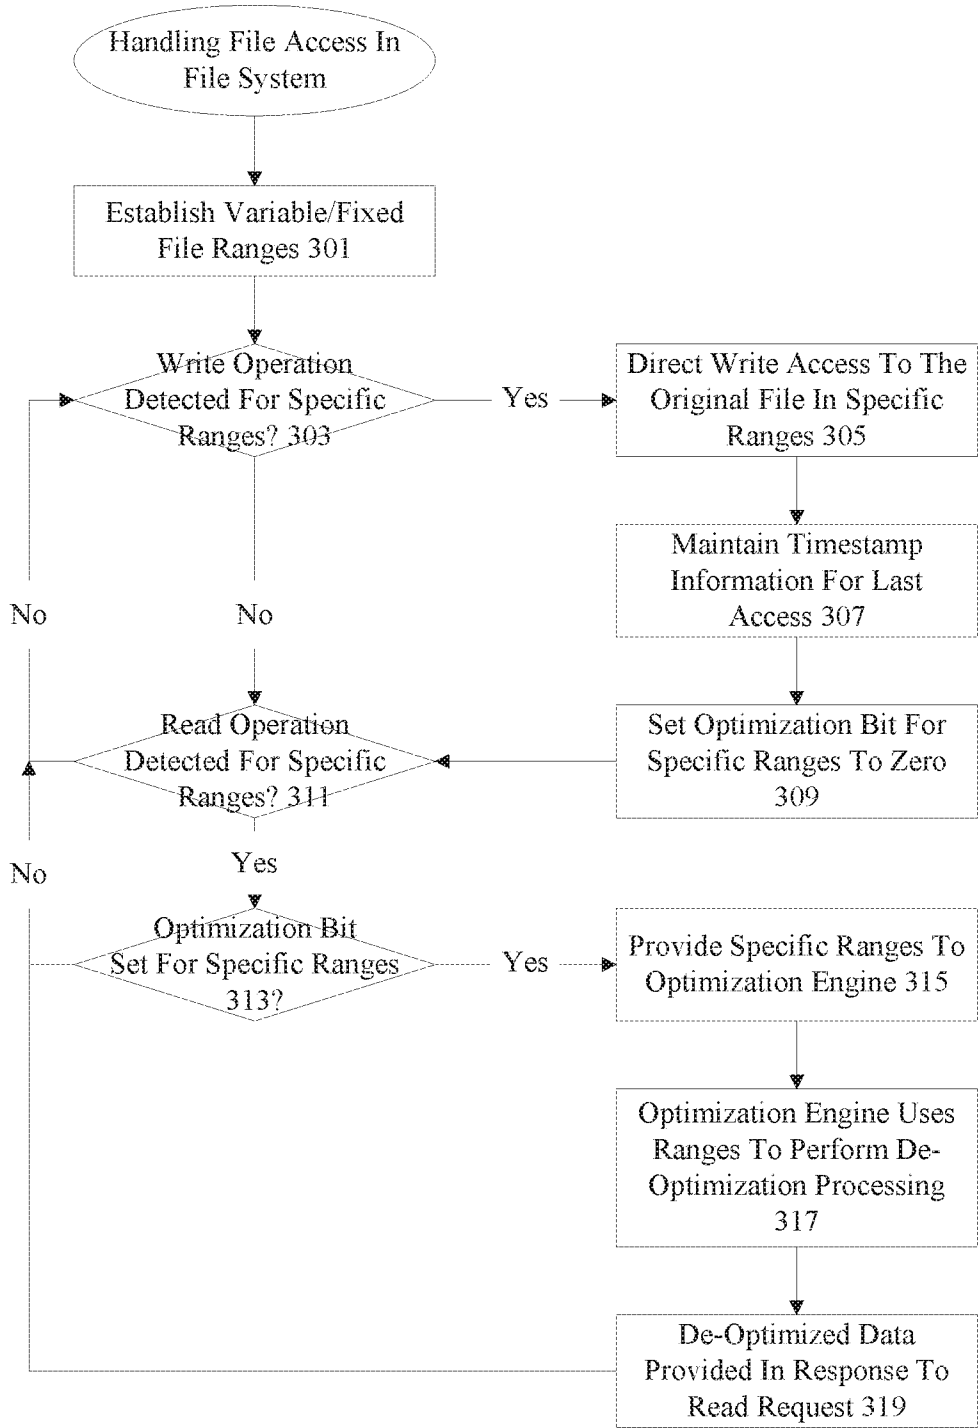 Handling File Access In
File System
Establish Variable/Fixed
File Ranges 301
Write Operation
Detected For Specific
Ranges? 303
Yes
Direct Write Access To The
Original File In Specific
Ranges 305
Maintain Timestamp
Information For Last
Access 307
No
No
Read Operation
Detected For Specific
Ranges? 311
Set Optimization Bit For
Specific Ranges To Zero
309
Yes
No
Optimization Bit
Set For Specific Ranges
313?
Yes
Provide Specific Ranges To
Optimization Engine 315
Optimization Engine Uses
Ranges To Perform De-
Optimization Processing
317
De-Optimized Data
Provided In Response To
Read Request 319